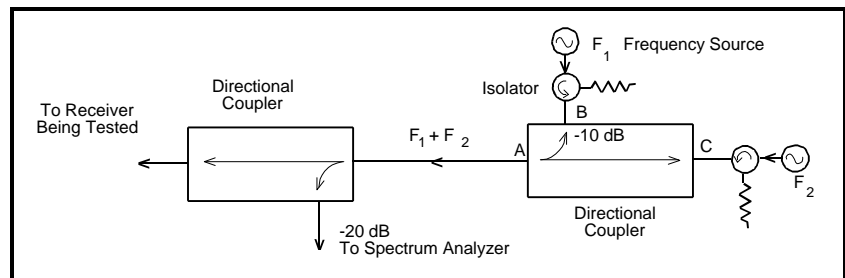 F1 Frequency Source
Isolator
B
Directional
Coupler
To Receiver
Being Tested
F1 + F2
A
-10 dB
C
F2
Directional
Coupler
-20 dB
To Spectrum Analyzer